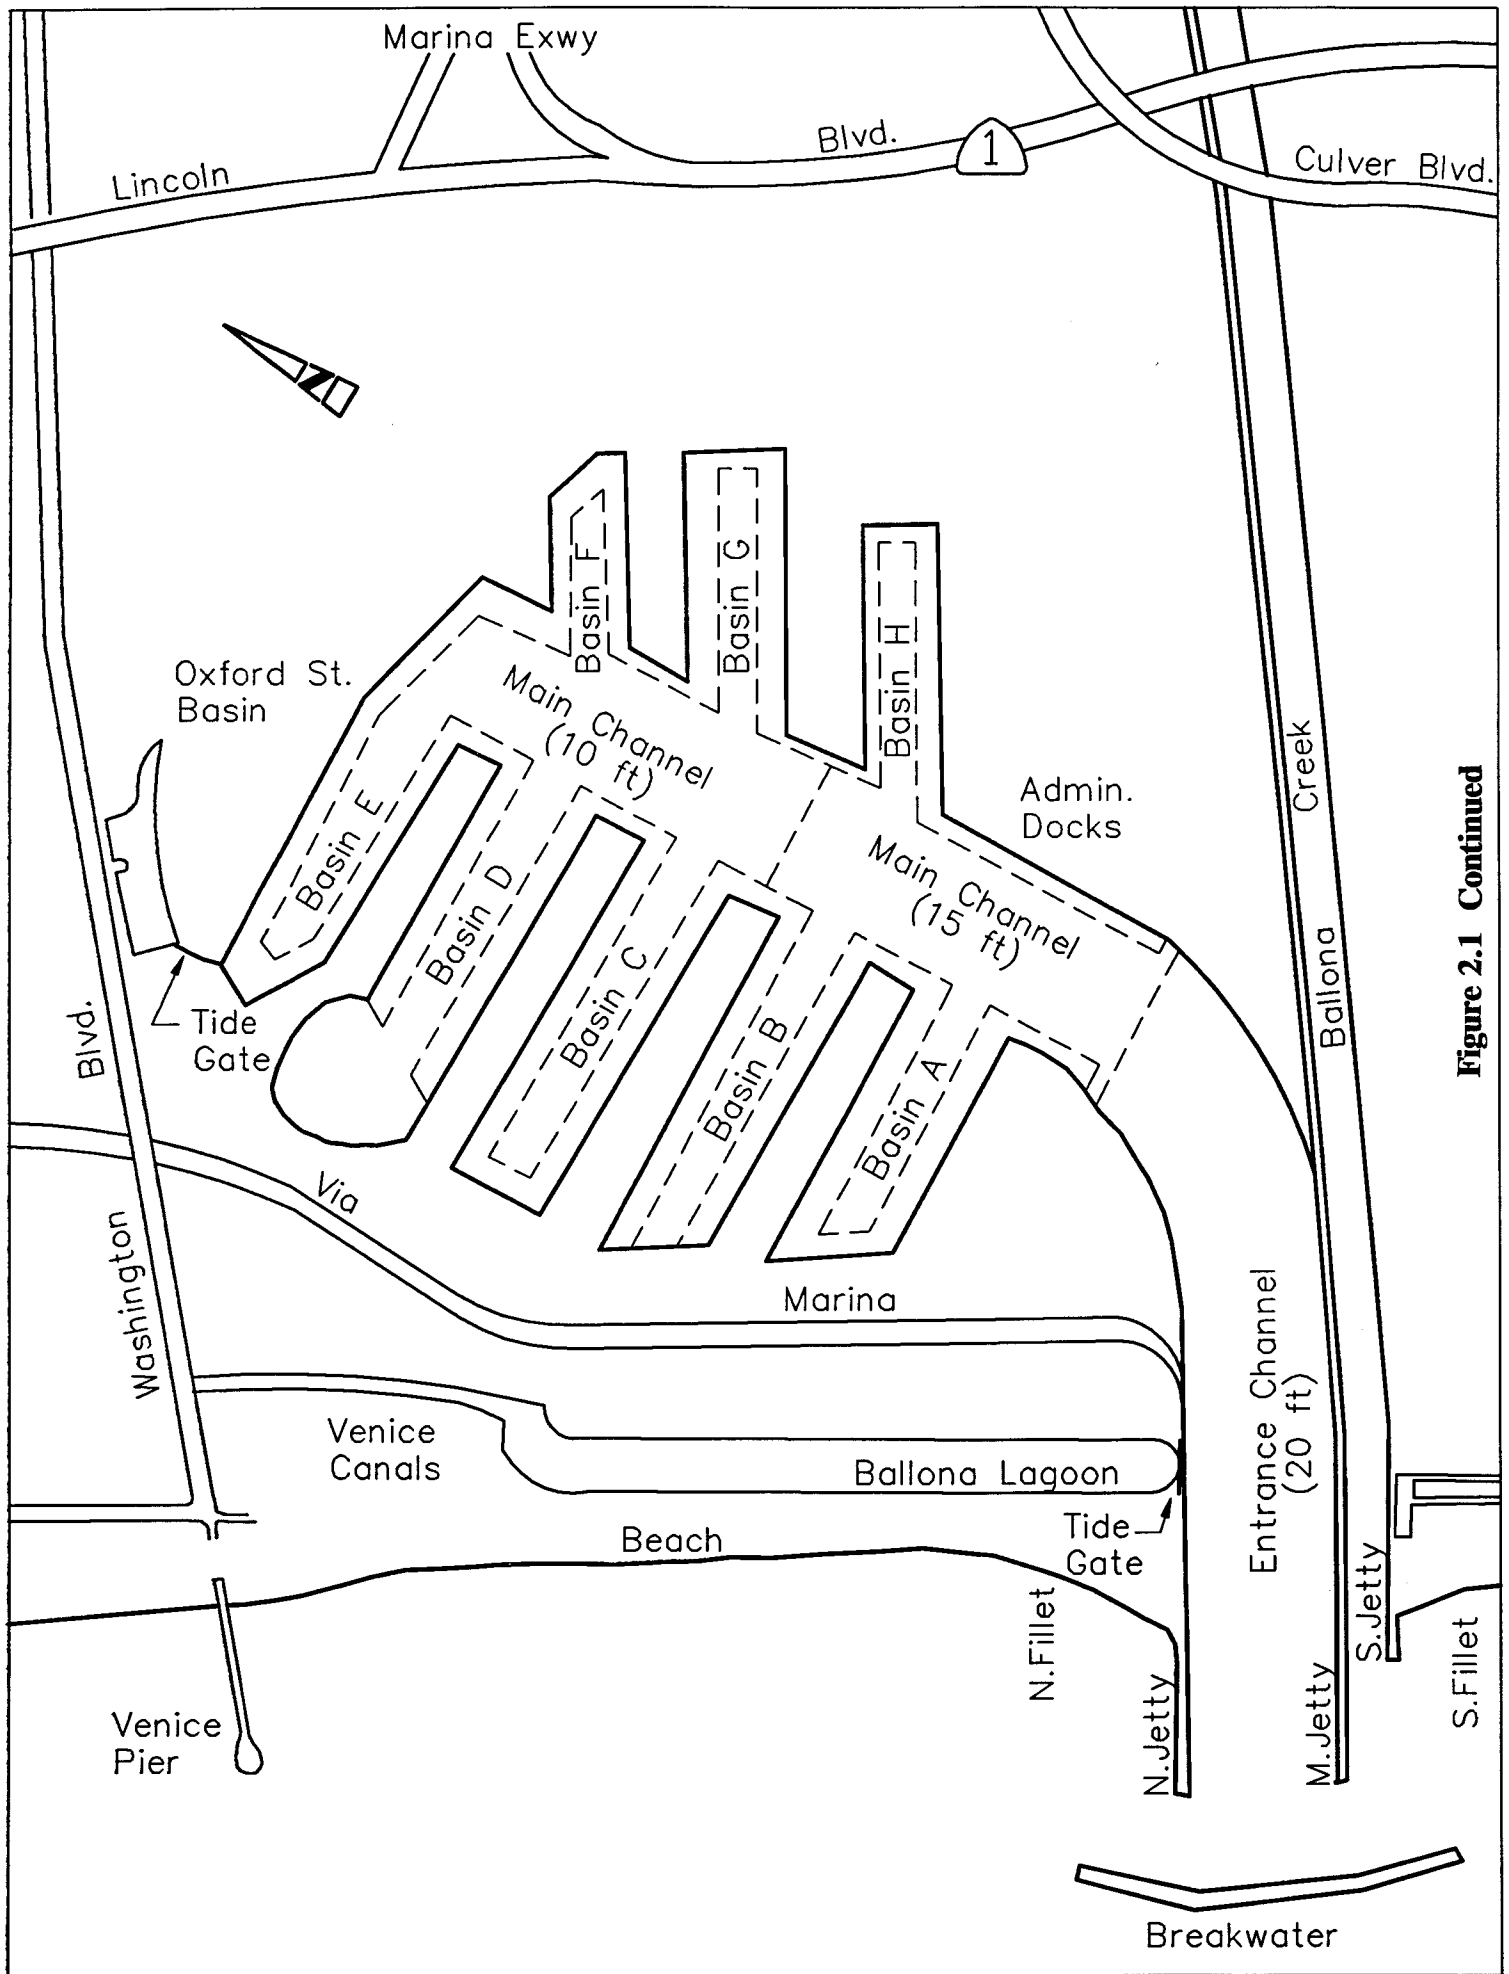 Marina Exwy
Lincoln
Blvd.
1
Culver Blvd.
N
Basin F
Basin G
Basin H
Oxford St.
Basin
Main Channel
(10 ft)
Admin.
Docks
Creek
Main Channel
(15 ft)
Basin E
Basin D
Basin C
Basin B
Basin A
Ballona
Tide
Gate
Blvd.
Via
Washington
Marina
Entrance Channel
(20 ft)
Venice
Canals
Ballona Lagoon
Tide
Gate
Beach
N.Fillet
S.Jetty
S.Fillet
N.Jetty
M.Jetty
Venice
Pier
Breakwater
Figure 2.1 Continued